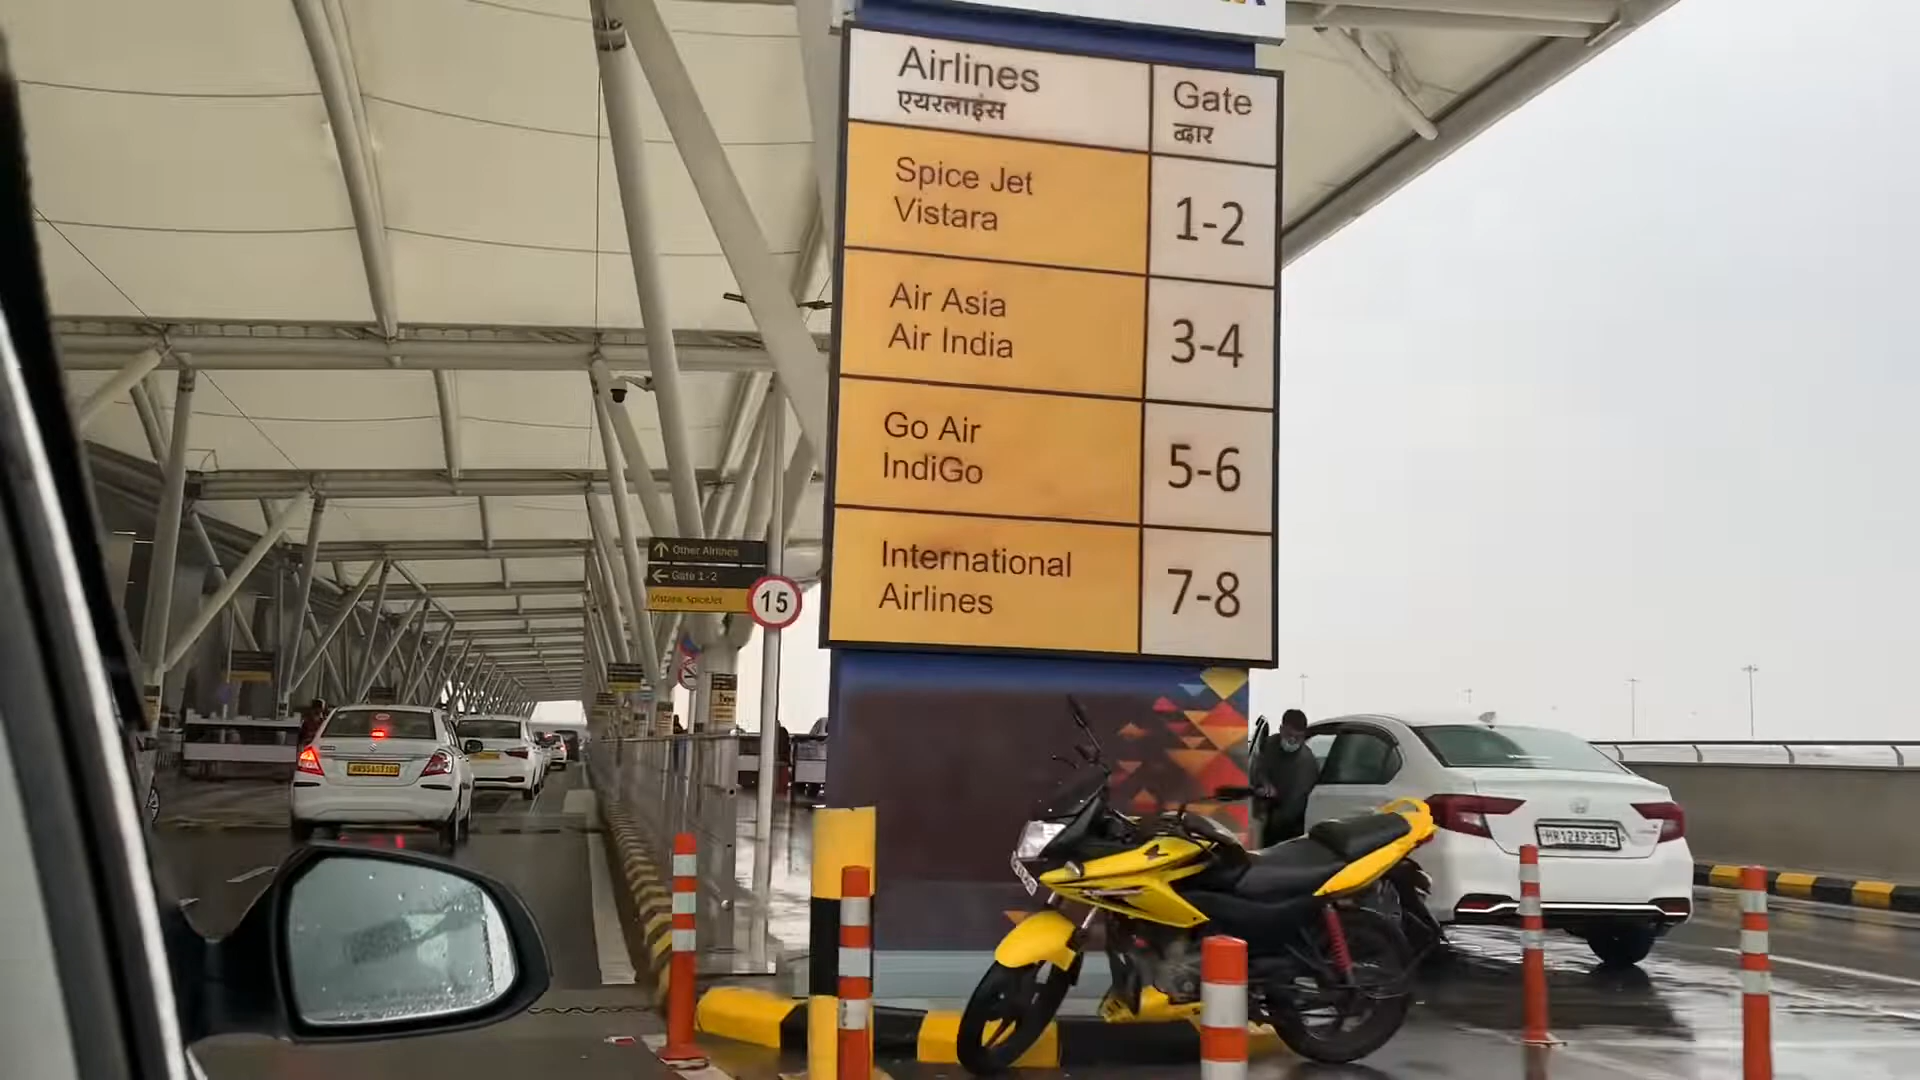 Airlines
एयरलाइंस
Gate
द्वार
Spice Jet
Vistara
1-2
Air Asia
Air India
3-4
Go Air
IndiGo
5-6
International
Airlines
7-8
Other Airlines
Gate 1-2
Vistara, SpiceJet
15
HR12AP3875